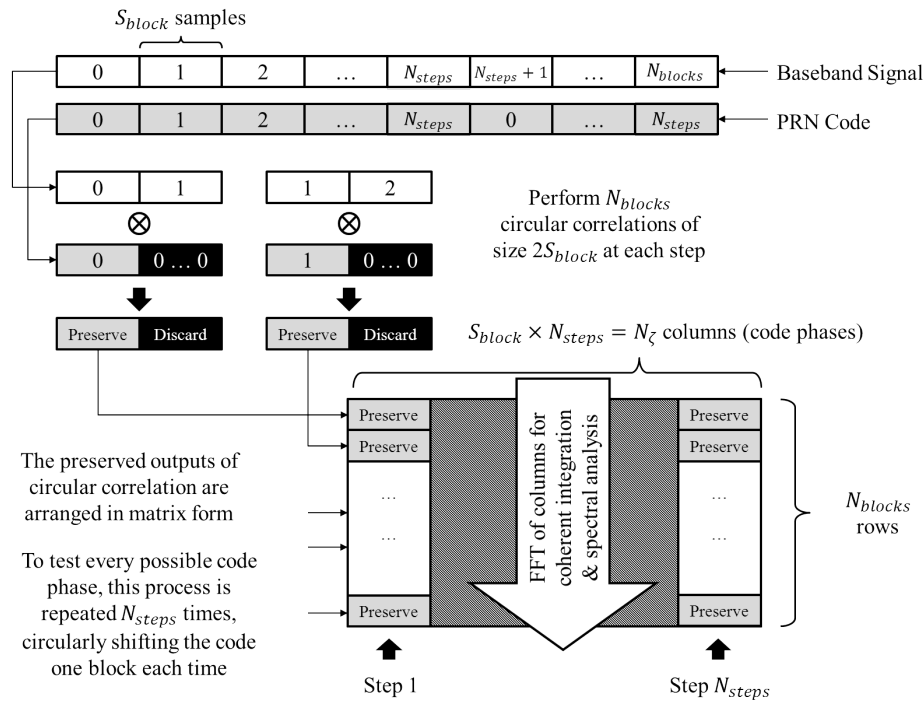 S_block samples
0 1 2 … N_steps N_steps + 1 … N_blocks
Baseband Signal
0 1 2 … N_steps 0 … N_steps
PRN Code
0 1
1 2
⊗
⊗
0 0 … 0
1 0 … 0
Perform N_blocks
circular correlations of
size 2S_block at each step
Preserve Discard
Preserve Discard
S_block × N_steps = N_ζ columns (code phases)
Preserve
Preserve
…
…
Preserve
FFT of columns for
coherent integration
& spectral analysis
Preserve
Preserve
…
…
Preserve
N_blocks
rows
The preserved outputs of
circular correlation are
arranged in matrix form
To test every possible code
phase, this process is
repeated N_steps times,
circularly shifting the code
one block each time
Step 1
Step N_steps